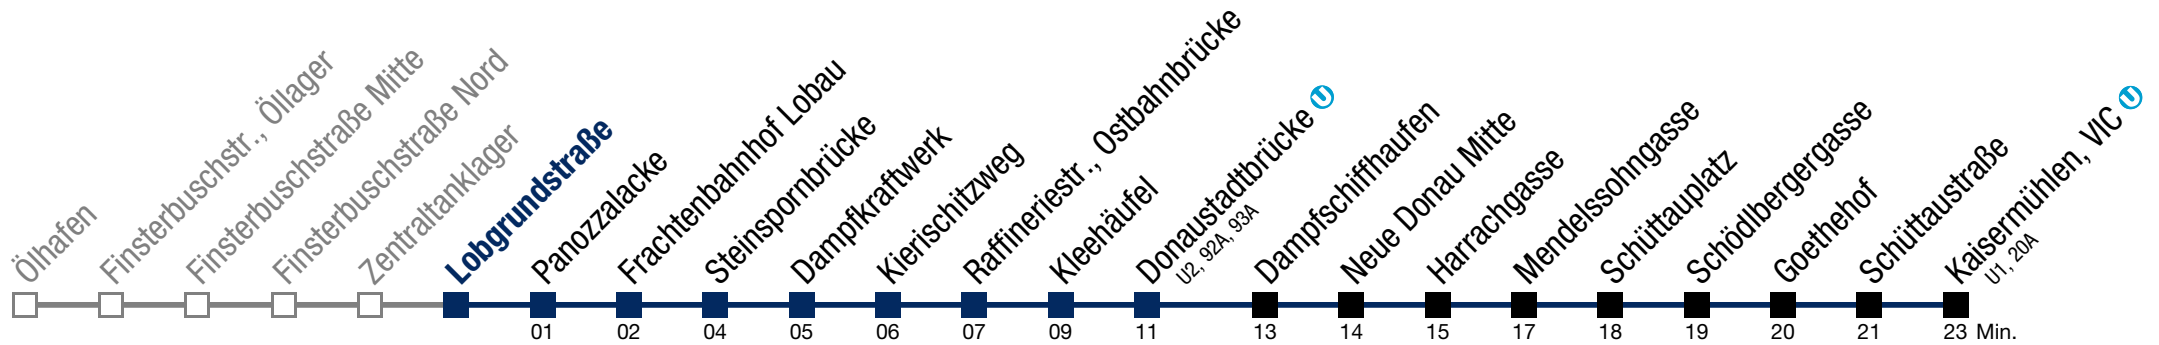 Ölhafen
Finsterbuschstr., Öllager
Finsterbuschstraße Mitte
Finsterbuschstraße Nord
Zentraltanklager
Lobgrundstraße
Panozzalacke
Frachtenbahnhof Lobau
Steinspornbrücke
Dampfkraftwerk
Kierischitzweg
Raffineriestr., Ostbahnbrücke
Kleehäufel
Donaustadtbrücke U
U2, 92A, 93A
Dampfschiffhaufen
Neue Donau Mitte
Harrachgasse
Mendelssohngasse
Schüttauplatz
Schödlbergergasse
Goethehof
Schüttaustraße
Kaisermühlen, VIC U
U1, 20A
01 02 04 05 06 07 09 11 13 14 15 17 18 19 20 21 23 Min.